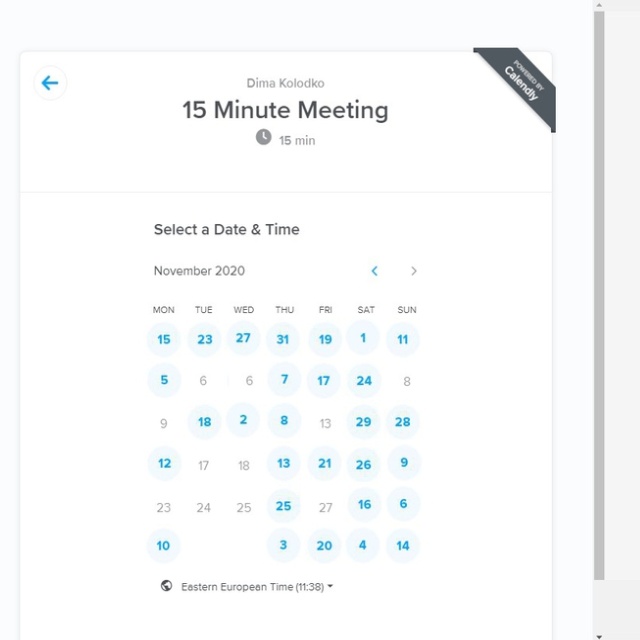 POWERED BY
Calendly
Dima Kolodko
15 Minute Meeting
15 min
Select a Date & Time
November 2020
MON TUE WED THU FRI SAT SUN
15 23 27 31 19 1 11
5 6 6 7 17 24 8
9 18 2 8 13 29 28
12 17 18 13 21 26 9
23 24 25 25 27 16 6
10 3 20 4 14
Eastern European Time (11:38)